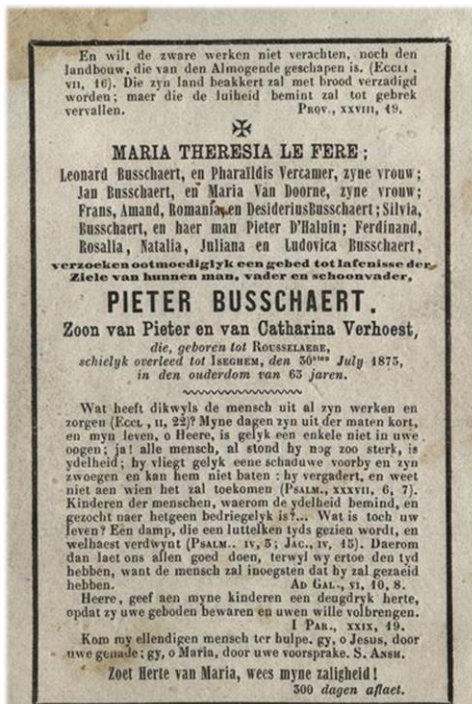 En wilt de zware werken niet verachten, noch den
landbouw, die van den Almogende geschapen is. (ECCLI ,
VII, 16). Die zyn land beakkert zal met brood verzadigd
worden; maer die de luiheid bemint zal tot gebrek
vervallen. PROV., XXVIII, 19.
✠
MARIA THERESIA LE FERE;
Leonard Busschaert, en Pharaïldis Vercamer, zyne vrouw;
Jan Busschaert, en Maria Van Doorne, zyne vrouw;
Frans, Amand, Romania en Desiderius Busschaert; Silvia,
Busschaert, en haer man Pieter D'Haluin; Ferdinand,
Rosalia, Natalia, Juliana en Ludovica Busschaert,
verzoeken ootmoediglyk een gebed tot lafenisse der
Ziele van hunnen man, vader en schoonvader,
PIETER BUSSCHAERT.
Zoon van Pieter en van Catharina Verhoest,
die, geboren tot ROUSSELAERE,
schielyk overleed tot ISEGHEM, den 30sten July 1875,
in den ouderdom van 63 jaren.
Wat heeft dikwyls de mensch uit al zyn werken en
zorgen (ECCL, II, 22)? Myne dagen zyn uit der maten kort,
en myn leven, o Heere, is gelyk een enkele niet in uwe
oogen; ja! alle mensch, al stond hy nog zoo sterk, is
ydelheid; hy vliegt gelyk eene schaduwe voorby en zyn
zwoegen en kan hem niet baten : hy vergadert, en weet
niet aen wien het zal toekomen (PSALM., XXXVII, 6, 7).
Kinderen der menschen, waerom de ydelheid bemind, en
gezocht naer hetgeen bedriegelyk is?... Wat is toch uw
leven? Een damp, die een luttelken tyds gezien wordt, en
welhaest verdwynt (PSALM.. IV, 3; JAC., IV, 15). Daerom
dan laet ons allen goed doen, terwyl wy ertoe den tyd
hebben, want de mensch zal inoegsten dat hy zal gezaeid
hebben. AD GAL., VI, 10, 8.
Heere, geef aen myne kinderen een deugdryk herte,
opdat zy uwe geboden bewaren en uwen wille volbrengen.
I PAR., XXIX, 19.
Kom my ellendigen mensch ter hulpe, gy, o Jesus, door
uwe genade; gy, o Maria, door uwe voorsprake. S. ANSH.
Zoet Herte van Maria, wees myne zaligheid!
300 dagen aflaet.